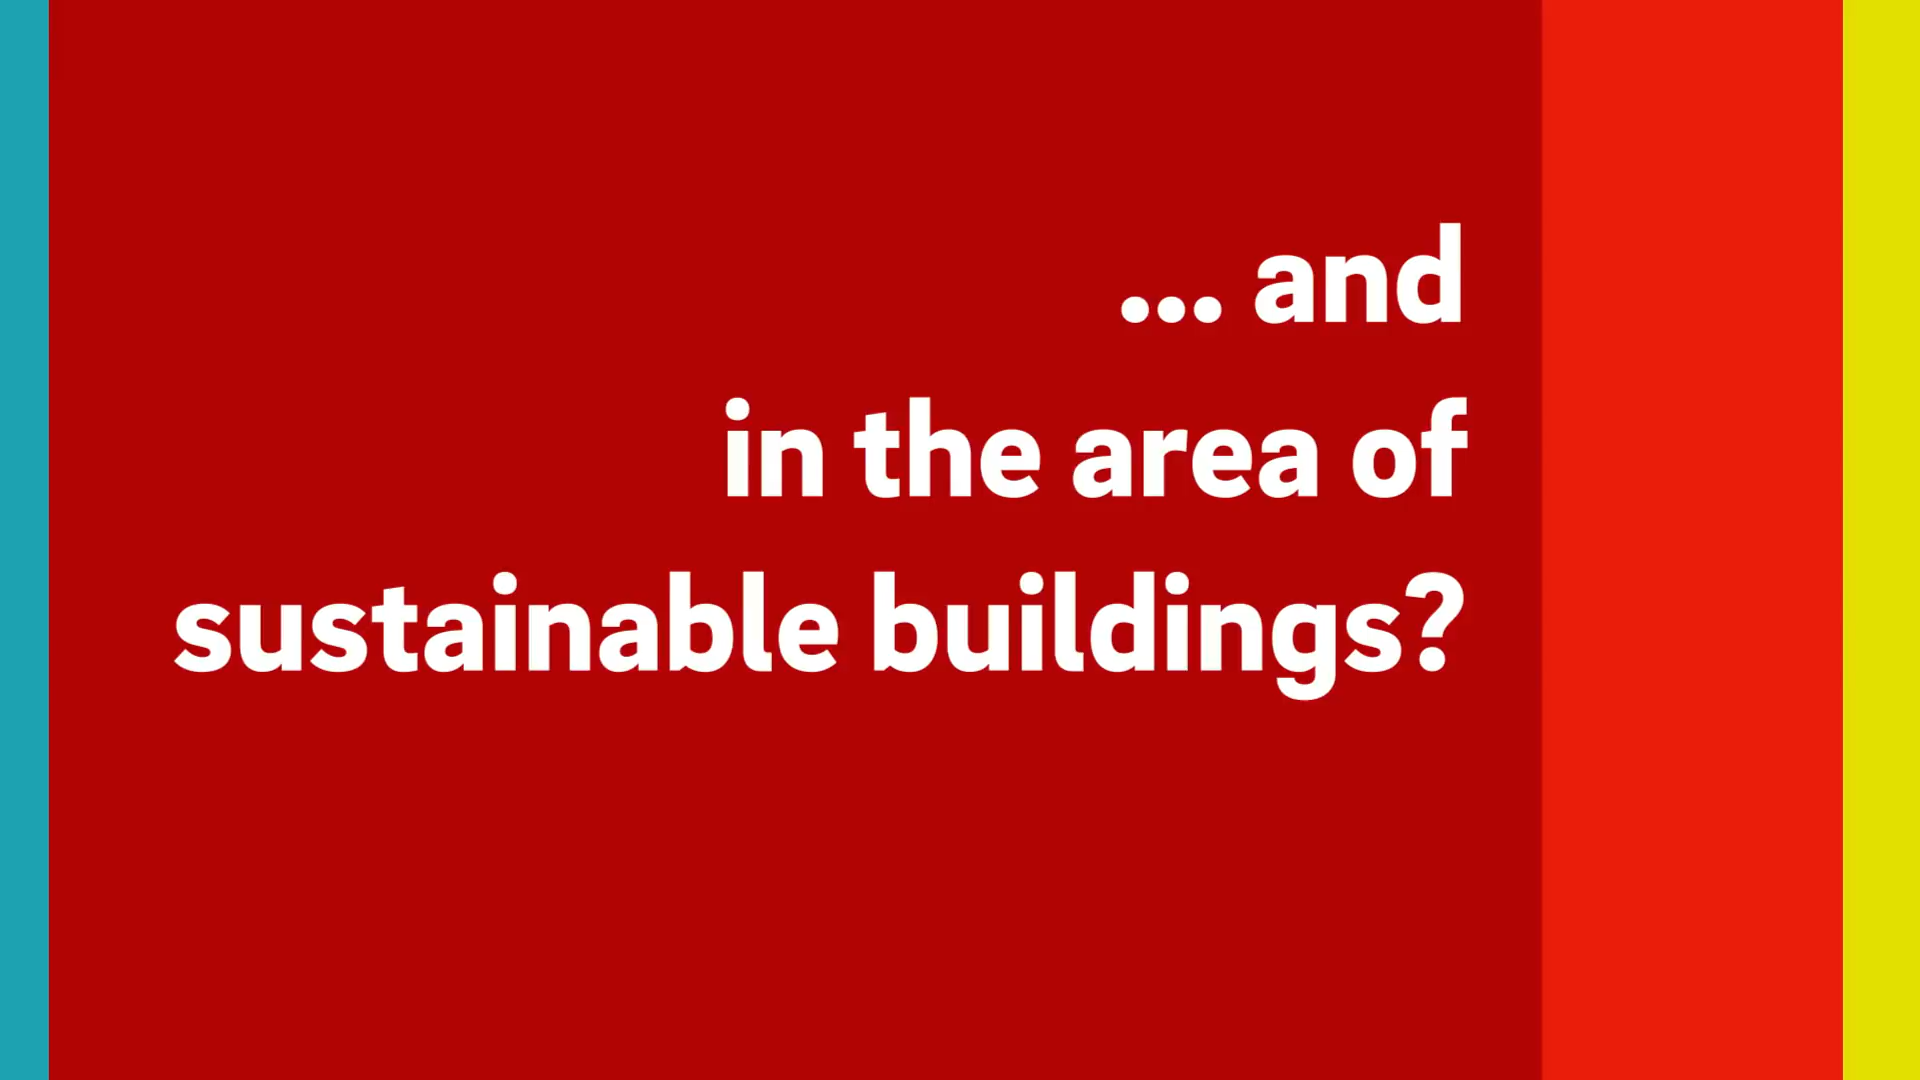 ... and
in the area of
sustainable buildings?